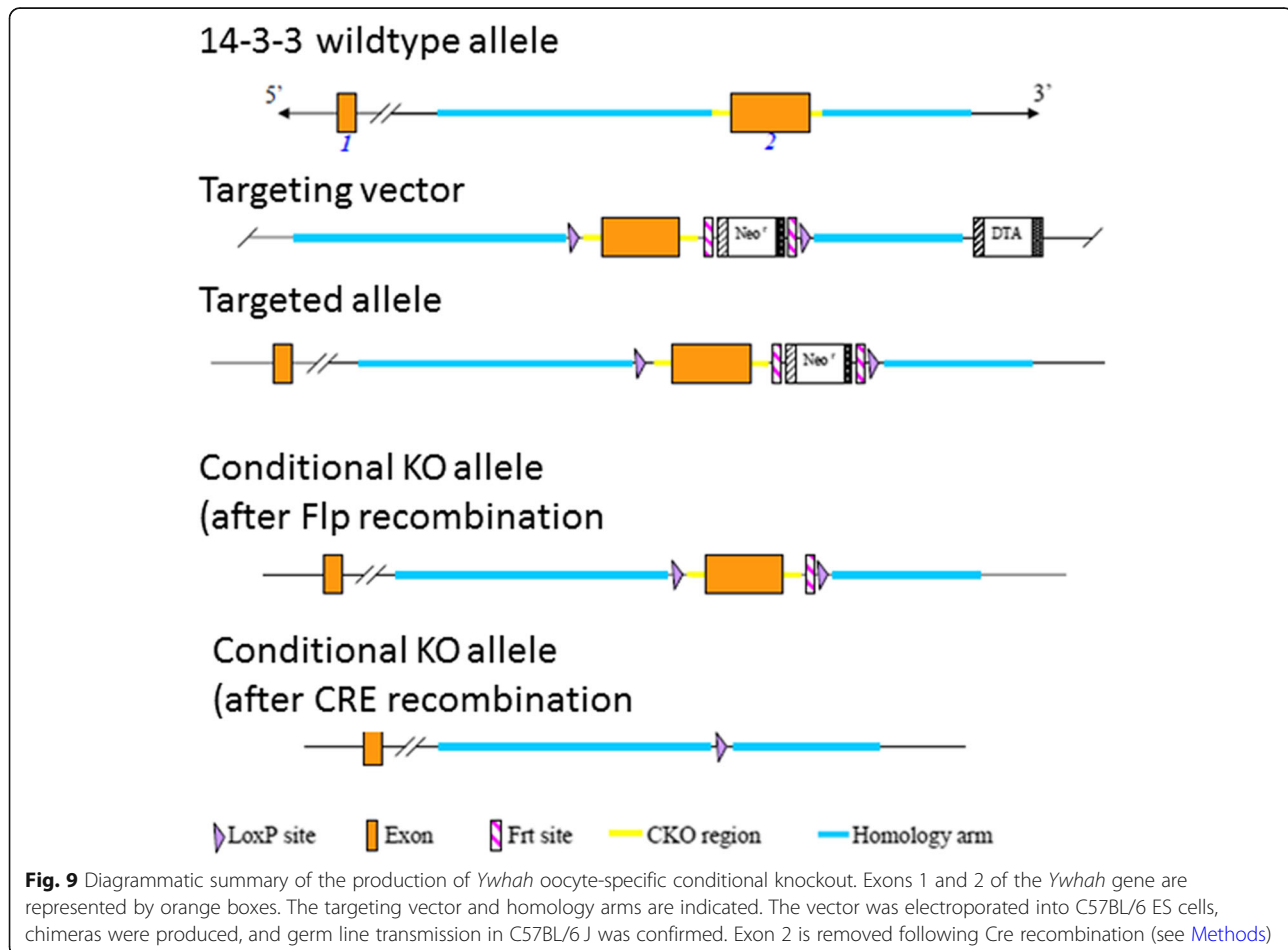 14-3-3 wildtype allele
5’ 3’
1 2
Targeting vector
Neo r DTA
Targeted allele
Neo r
Conditional KO allele
(after Flp recombination
Conditional KO allele
(after CRE recombination
LoxP site Exon Frt site CKO region Homology arm
Fig. 9 Diagrammatic summary of the production of Ywhah oocyte-specific conditional knockout. Exons 1 and 2 of the Ywhah gene are
represented by orange boxes. The targeting vector and homology arms are indicated. The vector was electroporated into C57BL/6 ES cells,
chimeras were produced, and germ line transmission in C57BL/6 J was confirmed. Exon 2 is removed following Cre recombination (see Methods)